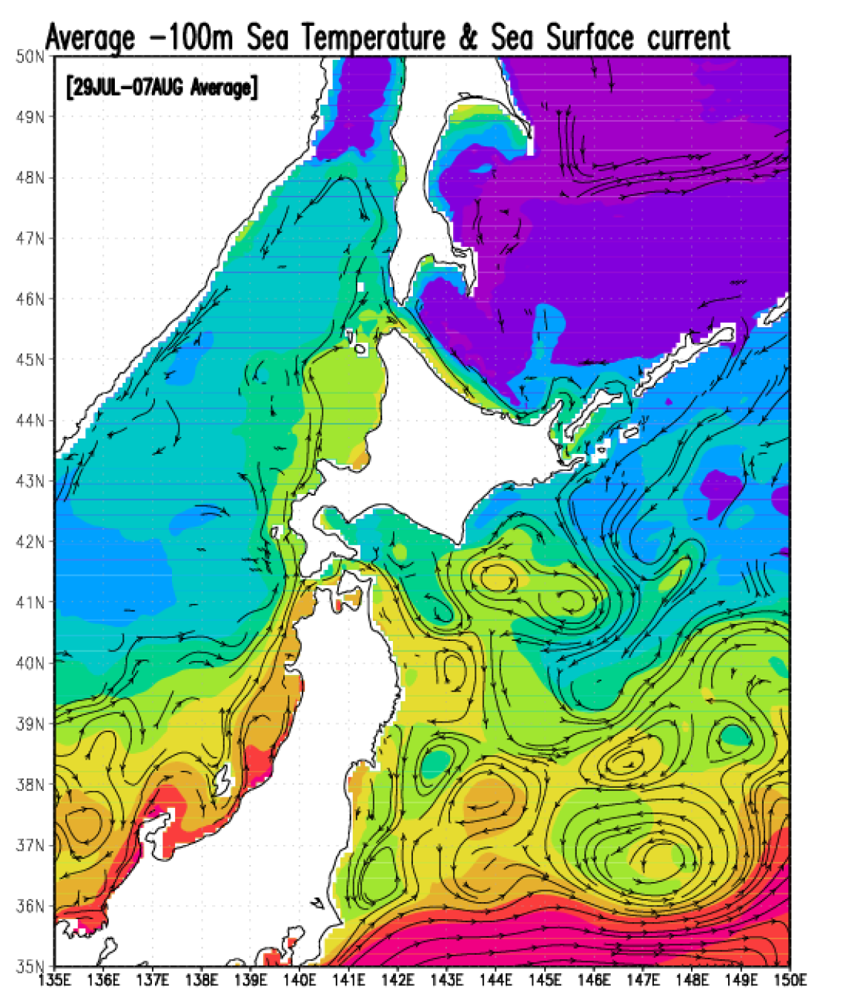 Average -100m Sea Temperature & Sea Surface current
[29JUL-07AUG Average]
50N
49N
48N
47N
46N
45N
44N
43N
42N
41N
40N
39N
38N
37N
36N
35N
135E 136E 137E 138E 139E 140E 141E 142E 143E 144E 145E 146E 147E 148E 149E 150E